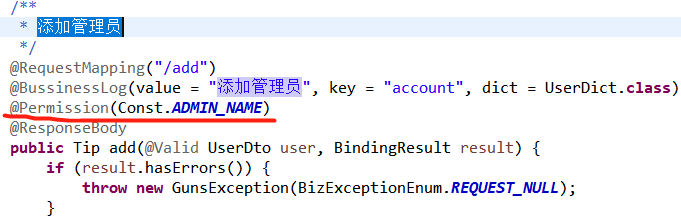 /**
 * 添加管理员
 */
@RequestMapping("/add")
@BussinessLog(value = "添加管理员", key = "account", dict = UserDict.class)
@Permission(Const.ADMIN_NAME)
@ResponseBody
public Tip add(@Valid UserDto user, BindingResult result) {
    if (result.hasErrors()) {
        throw new GunsException(BizExceptionEnum.REQUEST_NULL);
    }